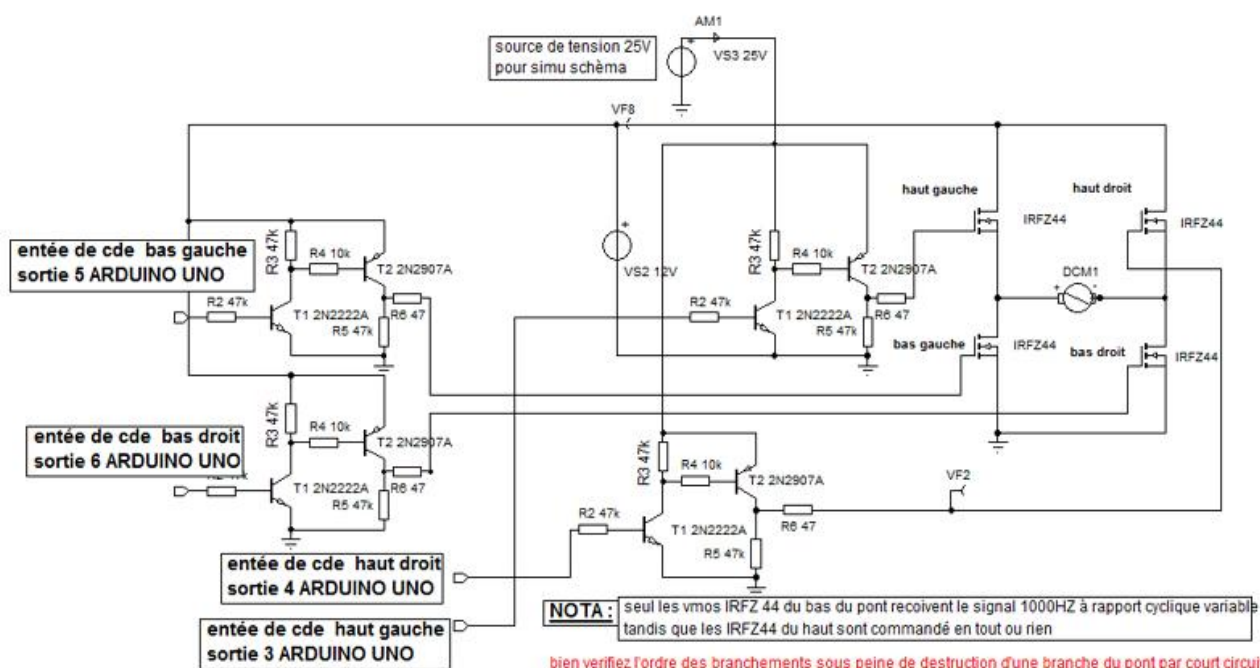 AM1
source de tension 25V
pour simu schèma
VS3 25V
VF8
haut gauche
haut droit
IRFZ44
IRFZ44
entée de cde bas gauche
sortie 5 ARDUINO UNO
R3 47k
R4 10k
T2 2N2907A
VS2 12V
R3 47k
R4 10k
T2 2N2907A
DCM1
R2 47k
T1 2N2222A
R5 47k
R6 47
R2 47k
T1 2N2222A
R5 47k
R6 47
bas gauche
IRFZ44
bas droit
IRFZ44
entée de cde bas droit
sortie 6 ARDUINO UNO
R3 47k
R4 10k
T2 2N2907A
T1 2N2222A
R5 47k
R6 47
R3 47k
R4 10k
T2 2N2907A
VF2
R2 47k
T1 2N2222A
R5 47k
R6 47
entée de cde haut droit
sortie 4 ARDUINO UNO
entée de cde haut gauche
sortie 3 ARDUINO UNO
NOTA : seul les vmos IRFZ 44 du bas du pont recoivent le signal 1000HZ à rapport cyclique variable
tandis que les IRFZ44 du haut sont commandé en tout ou rien
bien verifiez l'ordre des branchements sous peine de destruction d'une branche du pont par court circu